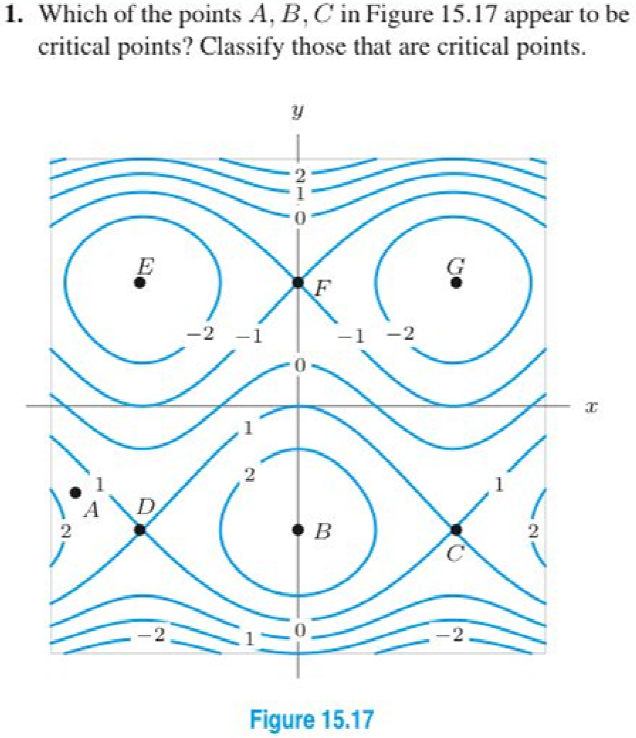 1. Which of the points A, B, C in Figure 15.17 appear to be
critical points? Classify those that are critical points.
y
2
1
0
E
G
F
−2 −1
−1 −2
0
x
1
2
1
1
A
D
2
B
2
C
−2
1
0
−2
Figure 15.17